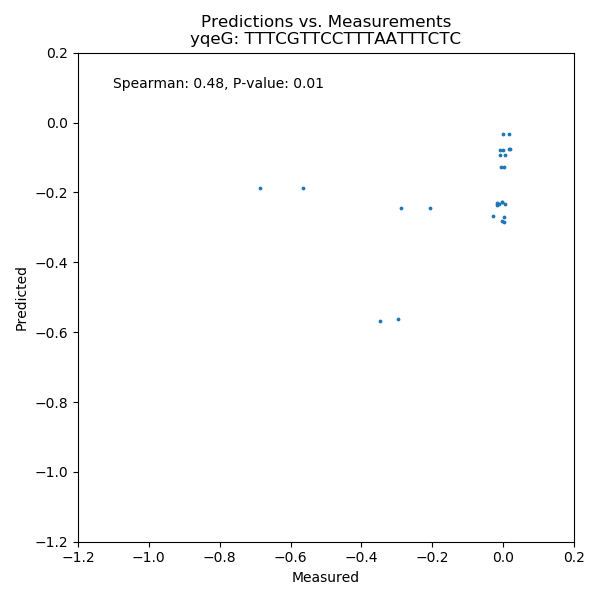 Predictions vs. Measurements
yqeG: TTTCGTTCCTTTAATTTCTC
Spearman: 0.48, P-value: 0.01
0.2
0.0
−0.2
−0.4
−0.6
−0.8
−1.0
−1.2
Predicted
−1.2 −1.0 −0.8 −0.6 −0.4 −0.2 0.0 0.2
Measured